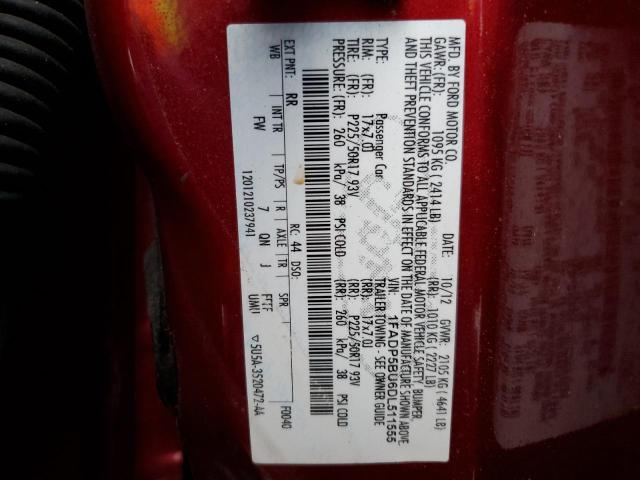 MFD. BY FORD MOTOR CO.
DATE: 10/12 GVWR: 2105 KG ( 4641 LB)
GAWR:(FR): 1095 KG ( 2414 LB) (RR): 1010 KG ( 2227 LB)
THIS VEHICLE CONFORMS TO ALL APPLICABLE FEDERAL MOTOR VEHICLE SAFETY, BUMPER,
AND THEFT PREVENTION STANDARDS IN EFFECT ON THE DATE OF MANUFACTURE SHOWN ABOVE.
VIN: 1FADP5BU6DL511555
TYPE: Passenger Car TRAILER TOWING - SEE OWNER GUIDE
RIM: (FR): 17x7.0J (RR): 17x7.0J
TIRE: (FR): P225/50R17 93V (RR): P225/50R17 93V
PRESSURE: (FR): 260 kPa/ 38 PSI COLD (RR): 260 kPa/ 38 PSI COLD
EXT PNT: RR RC: 44 DSO: F0040
WB INT TR TP/PS R AXLE TR SPR
FW 7 QN J FFFF UMU
1201210237941 ▽5U5A-3520472-AA